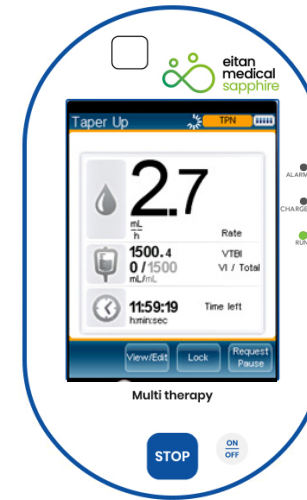 eitan
medical
sapphire
Taper Up TPN
2.7
mL
h
Rate
1500.4 VTBI
0 / 1500 VI / Total
mL/mL
11:59:19 Time left
h:min:sec
ALARM
CHARGE
RUN
View/Edit Lock Request
Pause
Multi therapy
STOP
ON
OFF